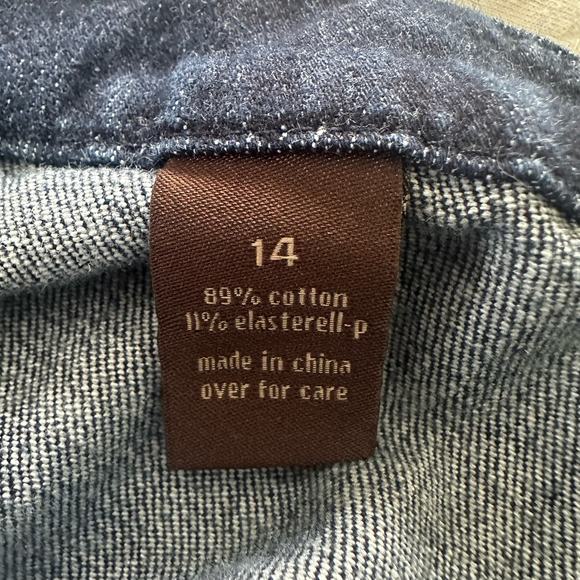 14
89% cotton
11% elasterell-p
made in china
over for care